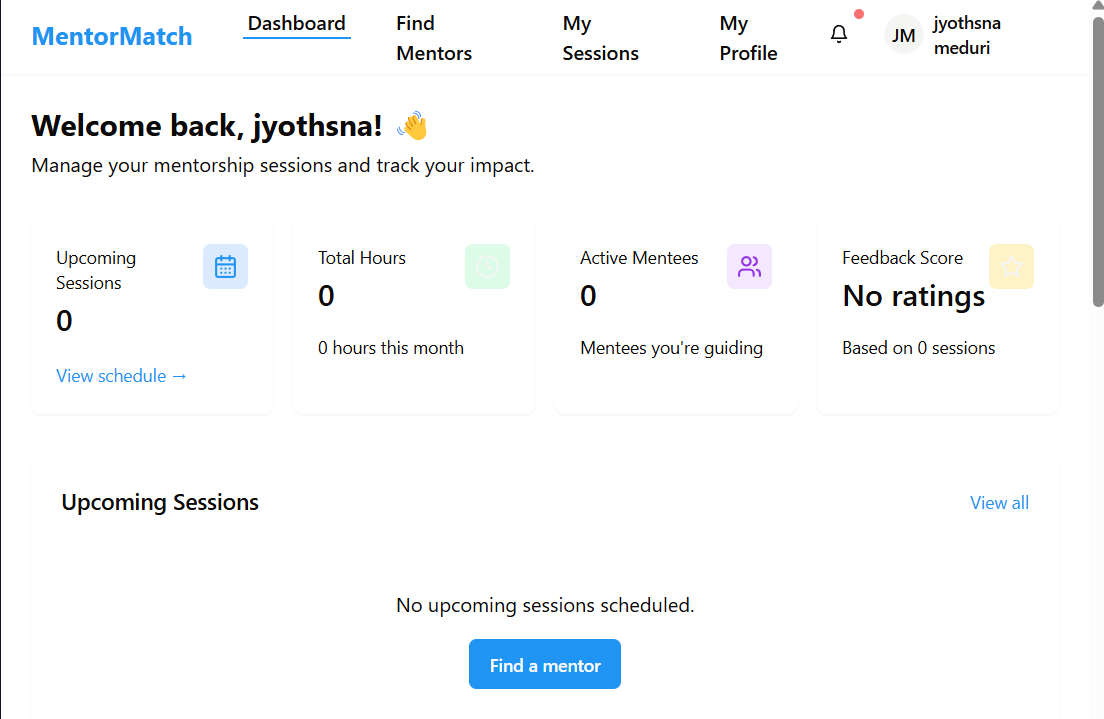 MentorMatch
Dashboard
Find
Mentors
My
Sessions
My
Profile
JM
jyothsna
meduri
Welcome back, jyothsna! 👋
Manage your mentorship sessions and track your impact.
Upcoming
Sessions
0
View schedule →
Total Hours
0
0 hours this month
Active Mentees
0
Mentees you're guiding
Feedback Score
No ratings
Based on 0 sessions
Upcoming Sessions
View all
No upcoming sessions scheduled.
Find a mentor